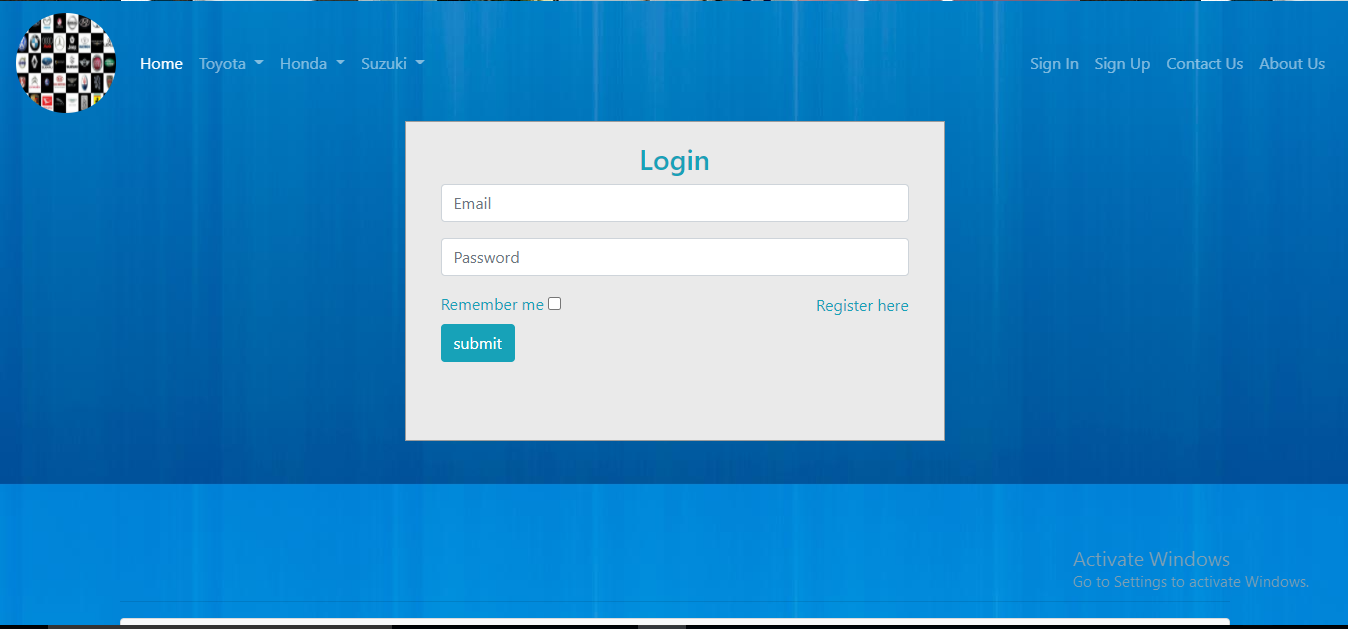 Home Toyota Honda Suzuki Sign In Sign Up Contact Us About Us
Login
Email
Password
Remember me Register here
submit
Activate Windows
Go to Settings to activate Windows.